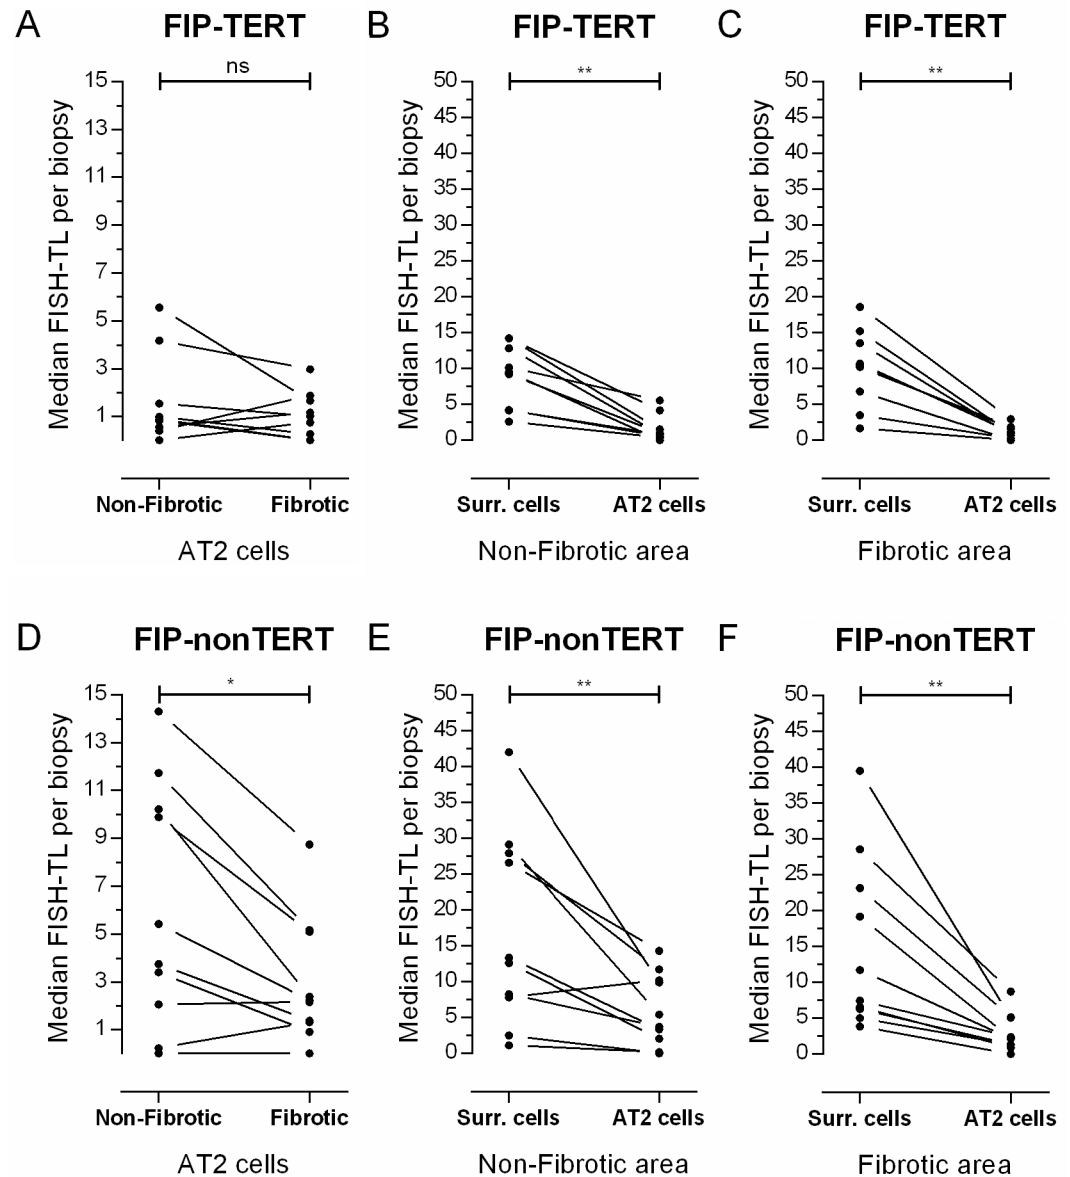 A
FIP-TERT
ns
Median FISH-TL per biopsy
15
13
11
9
7
5
3
1
Non-Fibrotic
Fibrotic
AT2 cells
B
FIP-TERT
**
Median FISH-TL per biopsy
50
45
40
35
30
25
20
15
10
5
0
Surr. cells
AT2 cells
Non-Fibrotic area
C
FIP-TERT
**
Median FISH-TL per biopsy
50
45
40
35
30
25
20
15
10
5
0
Surr. cells
AT2 cells
Fibrotic area
D
FIP-nonTERT
*
Median FISH-TL per biopsy
15
13
11
9
7
5
3
1
Non-Fibrotic
Fibrotic
AT2 cells
E
FIP-nonTERT
**
Median FISH-TL per biopsy
50
45
40
35
30
25
20
15
10
5
0
Surr. cells
AT2 cells
Non-Fibrotic area
F
FIP-nonTERT
**
Median FISH-TL per biopsy
50
45
40
35
30
25
20
15
10
5
0
Surr. cells
AT2 cells
Fibrotic area